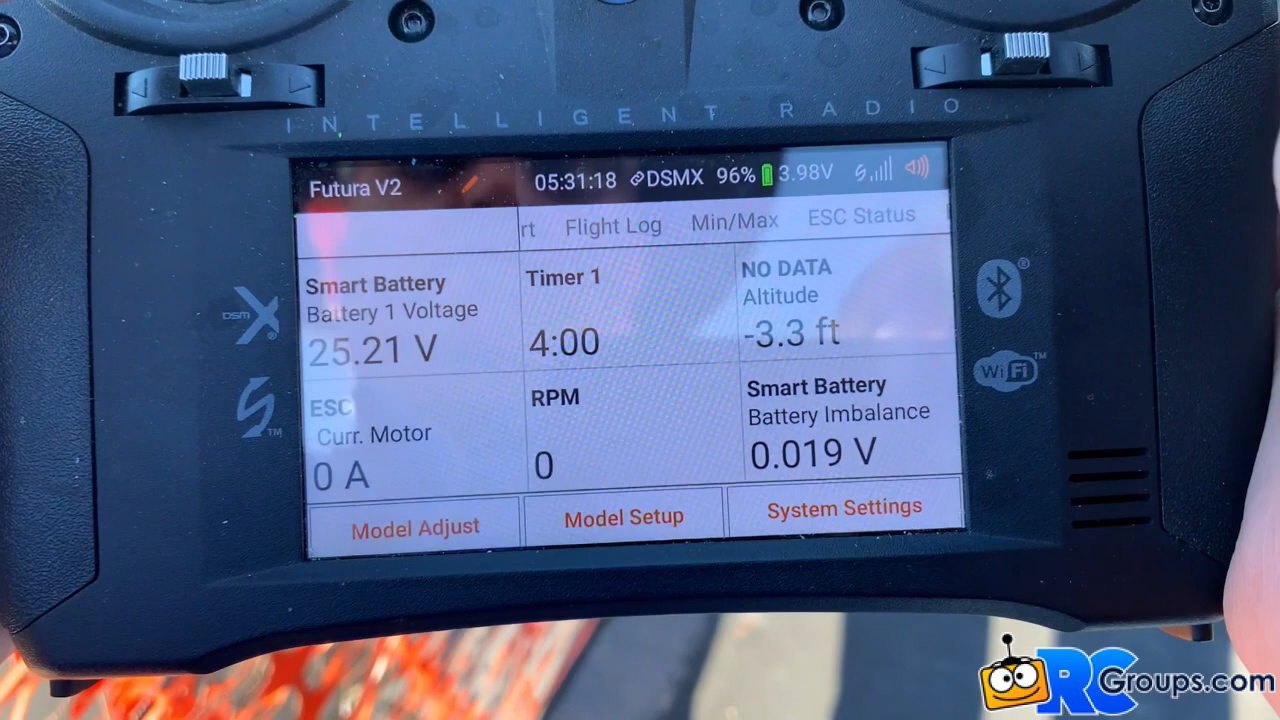 INTELLIGENT RADIO
Futura V2 05:31:18 DSMX 96% 3.98V
rt Flight Log Min/Max ESC Status
Smart Battery
Battery 1 Voltage
25.21 V
Timer 1
4:00
NO DATA
Altitude
-3.3 ft
ESC
Curr. Motor
0 A
RPM
0
Smart Battery
Battery Imbalance
0.019 V
Model Adjust Model Setup System Settings
DSM X ®
S ™
®
WiFi ™
RCGroups.com